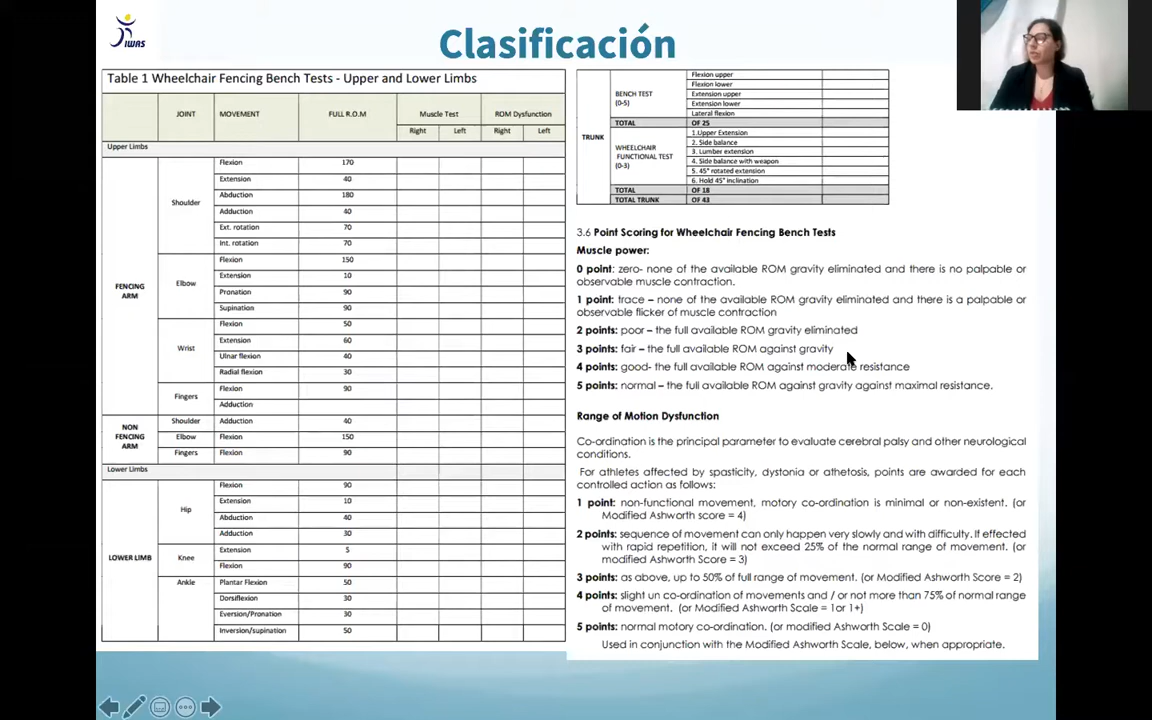 IWAS
Clasificación
Table 1 Wheelchair Fencing Bench Tests - Upper and Lower Limbs
JOINT MOVEMENT FULL R.O.M Muscle Test ROM Dysfunction
Right Left Right Left
Upper Limbs
FENCING ARM
Shoulder
Flexion 170
Extension 40
Abduction 180
Adduction 40
Ext. rotation 70
Int. rotation 70
Elbow
Flexion 150
Extension 10
Pronation 90
Supination 90
Wrist
Flexion 50
Extension 60
Ulnar flexion 40
Radial flexion 30
Fingers
Flexion 90
Adduction
NON FENCING ARM
Shoulder Adduction 40
Elbow Flexion 150
Fingers Flexion 90
Lower Limbs
LOWER LIMB
Hip
Flexion 90
Extension 10
Abduction 40
Adduction 30
Knee
Extension 5
Flexion 90
Ankle
Plantar Flexion 50
Dorsiflexion 30
Eversion/Pronation 30
Inversion/supination 50
TRUNK
BENCH TEST
(0-5)
Flexion upper
Flexion lower
Extension upper
Extension lower
Lateral flexion
TOTAL OF 25
WHEELCHAIR
FUNCTIONAL TEST
(0-3)
1.Upper Extension
2. Side balance
3. Lumber extension
4. Side balance with weapon
5. 45° rotated extension
6. Hold 45° inclination
TOTAL OF 18
TOTAL TRUNK OF 43
3.6 Point Scoring for Wheelchair Fencing Bench Tests
Muscle power:
0 point: zero- none of the available ROM gravity eliminated and there is no palpable or
observable muscle contraction.
1 point: trace – none of the available ROM gravity eliminated and there is a palpable or
observable flicker of muscle contraction
2 points: poor – the full available ROM gravity eliminated
3 points: fair – the full available ROM against gravity
4 points: good- the full available ROM against moderate resistance
5 points: normal – the full available ROM against gravity against maximal resistance.
Range of Motion Dysfunction
Co-ordination is the principal parameter to evaluate cerebral palsy and other neurological
conditions.
For athletes affected by spasticity, dystonia or athetosis, points are awarded for each
controlled action as follows:
1 point: non-functional movement, motory co-ordination is minimal or non-existent. (or
Modified Ashworth score = 4)
2 points: sequence of movement can only happen very slowly and with difficulty. If effected
with rapid repetition, it will not exceed 25% of the normal range of movement. (or
modified Ashworth Score = 3)
3 points: as above, up to 50% of full range of movement. (or Modified Ashworth Score = 2)
4 points: slight un co-ordination of movements and / or not more than 75% of normal range
of movement. (or Modified Ashworth Scale = 1or 1+)
5 points: normal motory co-ordination. (or modified Ashworth Score = 0)
Used in conjunction with the Modified Ashworth Scale, below, when appropriate.